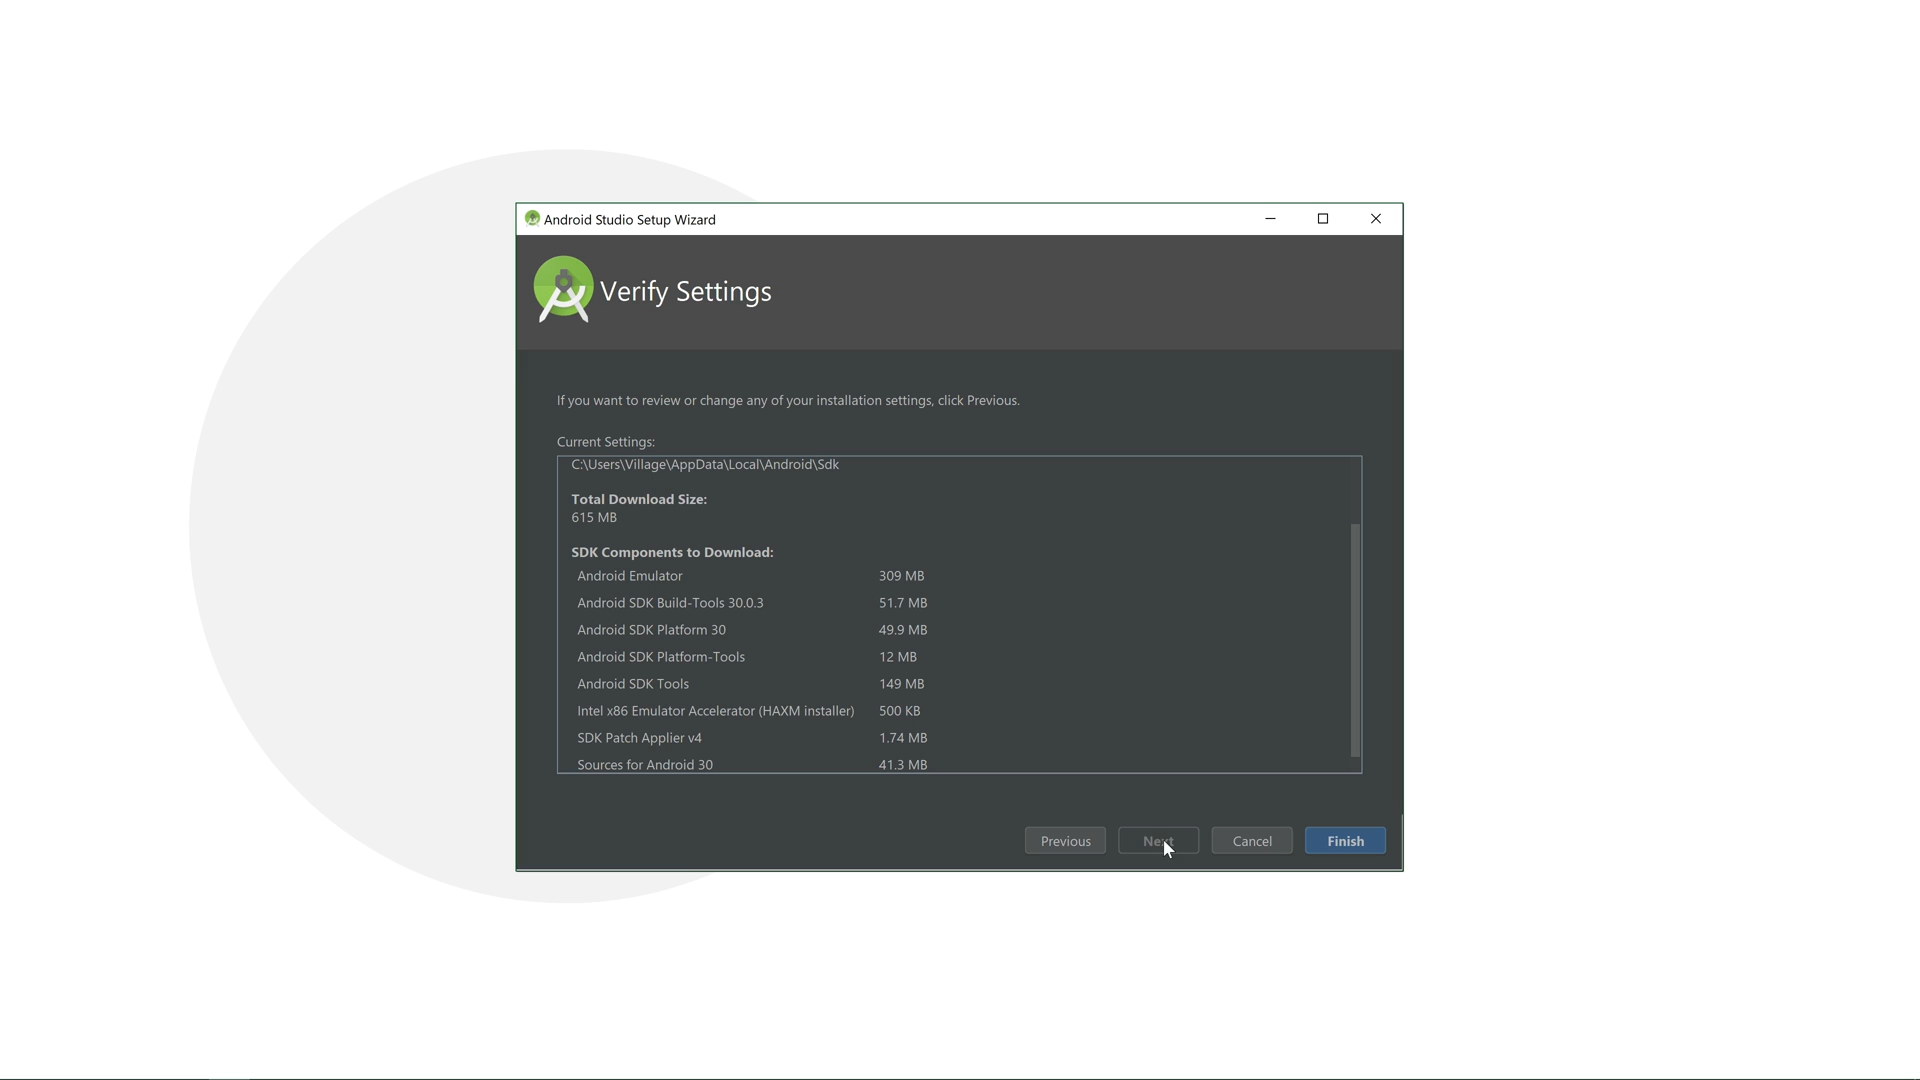 Android Studio Setup Wizard
Verify Settings
If you want to review or change any of your installation settings, click Previous.
Current Settings:
C:\Users\Village\AppData\Local\Android\Sdk
Total Download Size:
615 MB
SDK Components to Download:
Android Emulator 309 MB
Android SDK Build-Tools 30.0.3 51.7 MB
Android SDK Platform 30 49.9 MB
Android SDK Platform-Tools 12 MB
Android SDK Tools 149 MB
Intel x86 Emulator Accelerator (HAXM installer) 500 KB
SDK Patch Applier v4 1.74 MB
Sources for Android 30 41.3 MB
Previous Next Cancel Finish